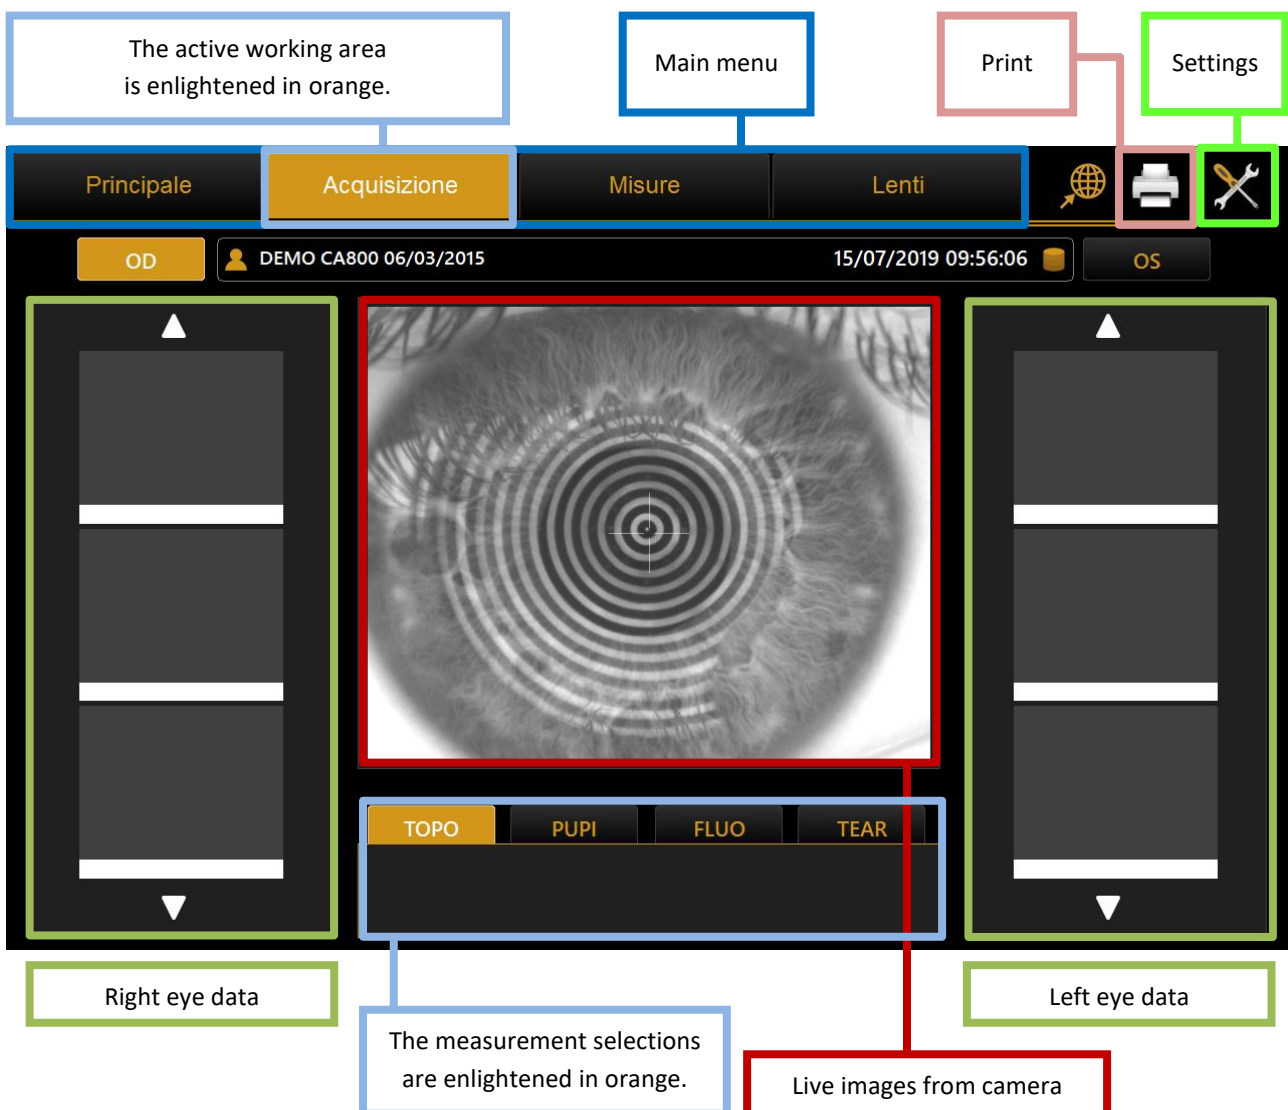 The active working area
is enlightened in orange.
Main menu
Print
Settings
Principale
Acquisizione
Misure
Lenti
OD
DEMO CA800 06/03/2015
15/07/2019 09:56:06
OS
TOPO
PUPI
FLUO
TEAR
Right eye data
Left eye data
The measurement selections
are enlightened in orange.
Live images from camera